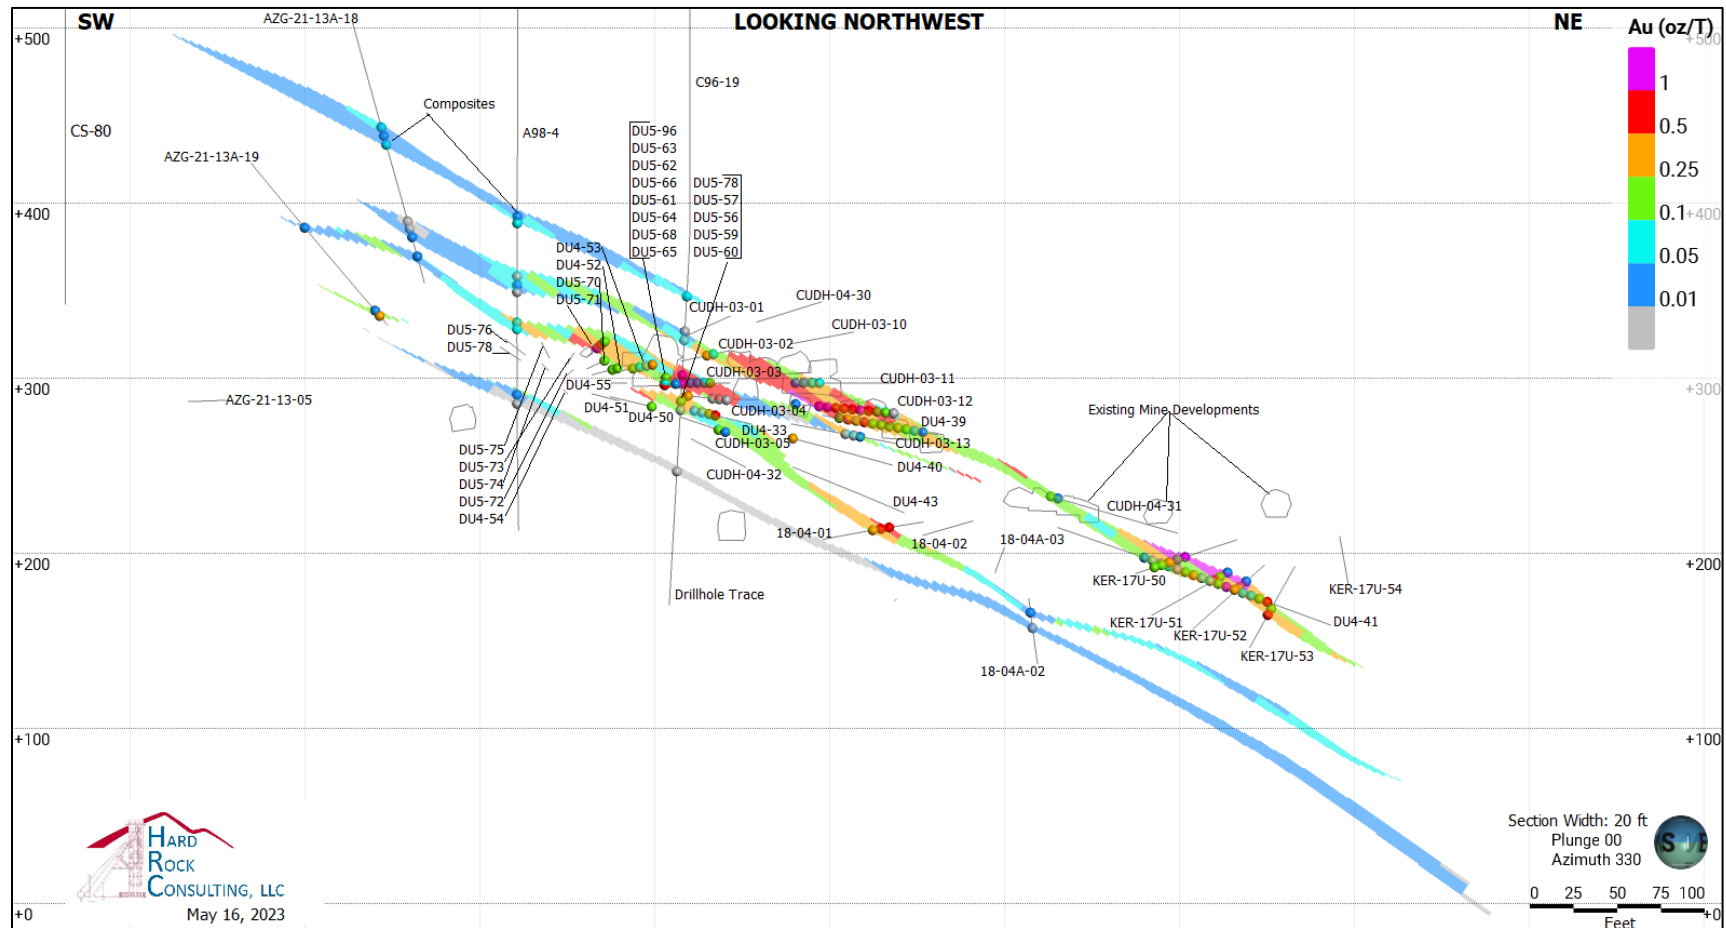 SW
LOOKING NORTHWEST
NE
Au (oz/T)
1
0.5
0.25
0.1
0.05
0.01
+500
+500
+400
+400
+300
+300
+200
+200
+100
+100
+0
+0
AZG-21-13A-18
C96-19
Composites
CS-80
A98-4
AZG-21-13A-19
DU5-96
DU5-63
DU5-62
DU5-66
DU5-61
DU5-64
DU5-68
DU5-65
DU5-78
DU5-57
DU5-56
DU5-59
DU5-60
DU4-53
DU4-52
DU5-70
DU5-71
CUDH-03-01
CUDH-04-30
CUDH-03-10
DU5-76
DU5-78
CUDH-03-02
CUDH-03-03
CUDH-03-11
DU4-55
AZG-21-13-05
DU4-51
DU4-50
CUDH-03-04
CUDH-03-12
Existing Mine Developments
DU4-39
DU4-33
CUDH-03-05
CUDH-03-13
DU5-75
DU5-73
DU5-74
DU5-72
DU4-54
CUDH-04-32
DU4-40
DU4-43
CUDH-04-31
18-04-01
18-04-02
18-04A-03
KER-17U-50
KER-17U-54
Drillhole Trace
KER-17U-51
DU4-41
KER-17U-52
KER-17U-53
18-04A-02
HARD
ROCK
CONSULTING, LLC
May 16, 2023
Section Width: 20 ft
Plunge 00
Azimuth 330
0 25 50 75 100
Feet